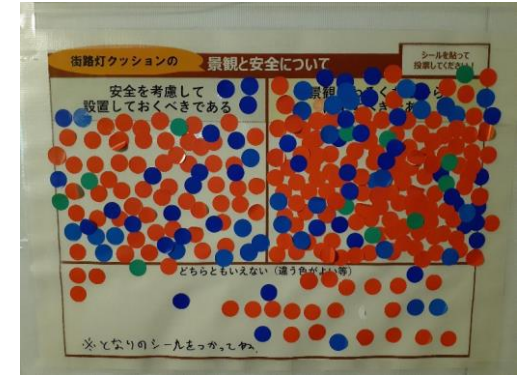 街路灯クッションの
景観と安全について
シールを貼って
投票してください!
安全を考慮して
設置しておくべきである
景観
どちらともいえない(違う色がよい等)
※となりのシールをつかってね。